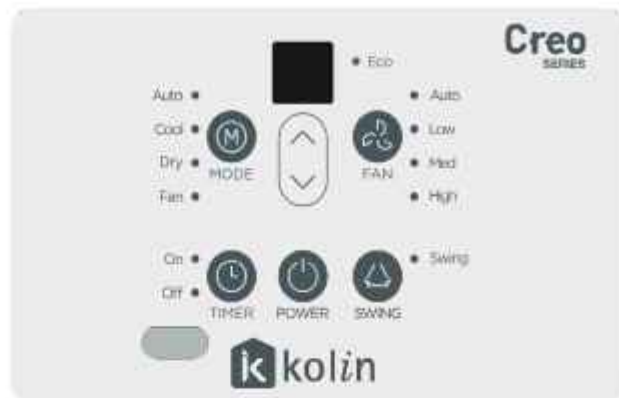 Creo
SERIES
Eco
Auto
Cool
Dry
Fan
M
MODE
FAN
Auto
Low
Med
High
On
Off
TIMER
POWER
SWING
Swing
k kolin